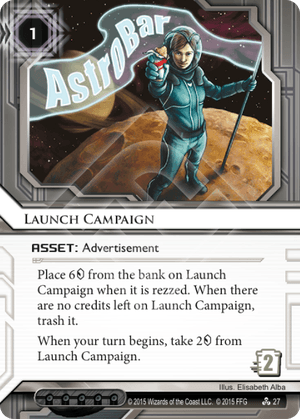 1
AstroBar
Launch Campaign
ASSET: Advertisement
Place 6 from the bank on Launch
Campaign when it is rezzed. When there
are no credits left on Launch Campaign,
trash it.
When your turn begins, take 2 from
Launch Campaign.
2
Illus. Elisabeth Alba
© 2015 Wizards of the Coast LLC. © 2015 FFG 27